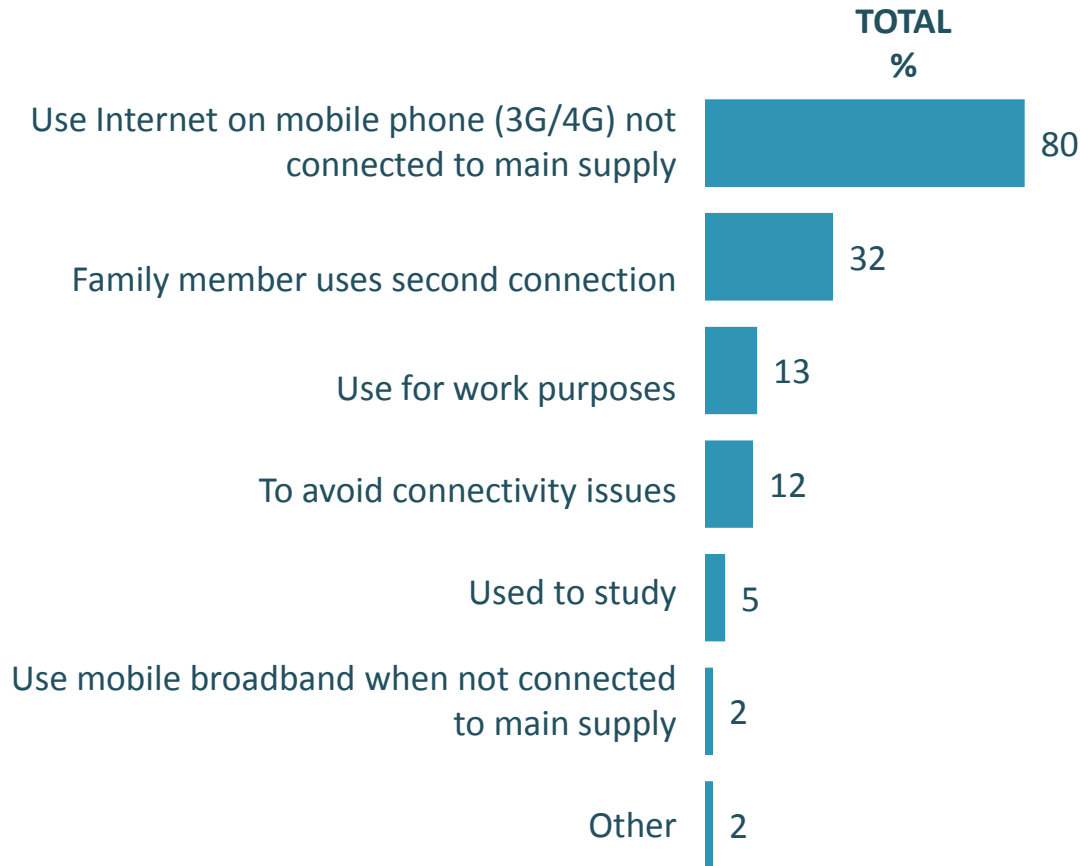 TOTAL
%
Use Internet on mobile phone (3G/4G) not
connected to main supply
80
Family member uses second connection
32
Use for work purposes
13
To avoid connectivity issues
12
Used to study
5
Use mobile broadband when not connected
to main supply
2
Other
2